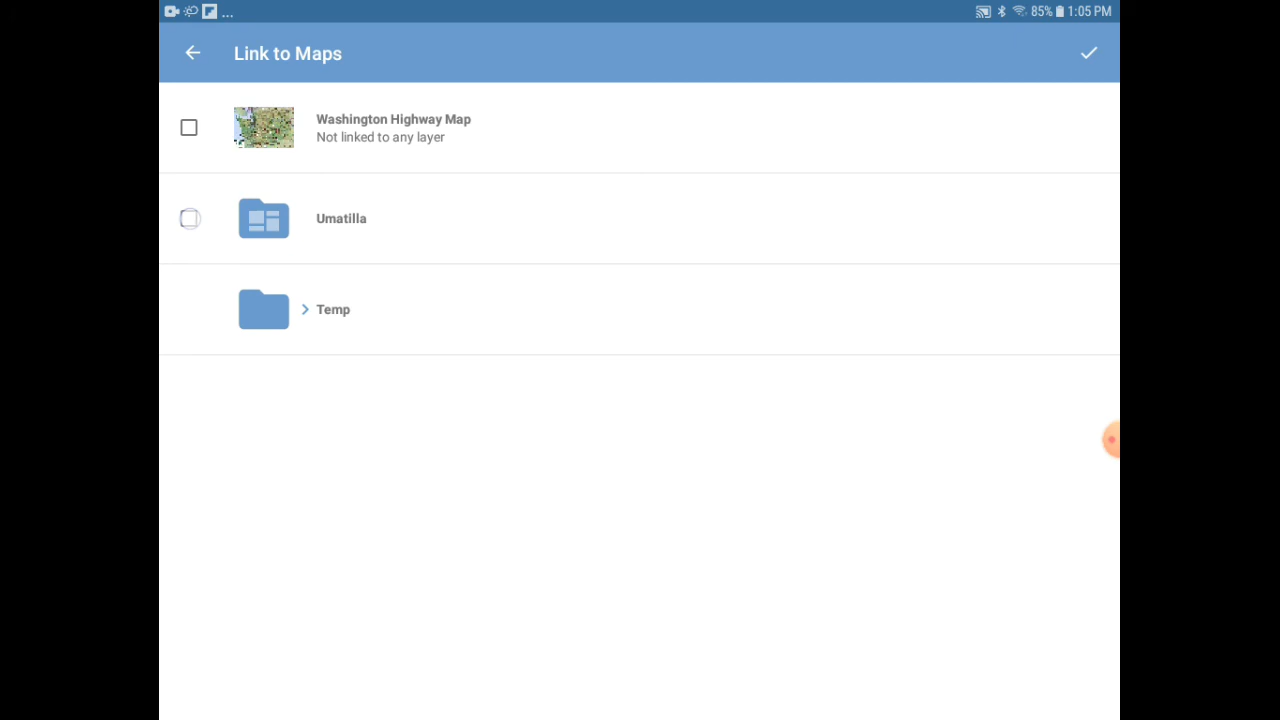 ... 85% 1:05 PM
Link to Maps
Washington Highway Map
Not linked to any layer
Umatilla
Temp